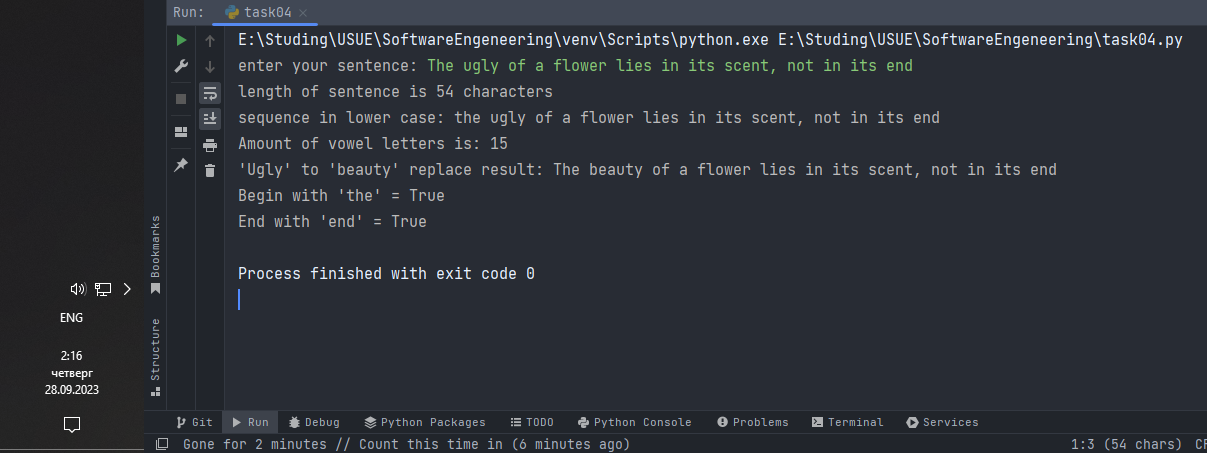 Run: task04
E:\Studing\USUE\SoftwareEngeneering\venv\Scripts\python.exe E:\Studing\USUE\SoftwareEngeneering\task04.py
enter your sentence: The ugly of a flower lies in its scent, not in its end
length of sentence is 54 characters
sequence in lower case: the ugly of a flower lies in its scent, not in its end
Amount of vowel letters is: 15
'Ugly' to 'beauty' replace result: The beauty of a flower lies in its scent, not in its end
Begin with 'the' = True
End with 'end' = True
Process finished with exit code 0
Bookmarks
Structure
ENG
2:16
четверг
28.09.2023
Git Run Debug Python Packages TODO Python Console Problems Terminal Services
Gone for 2 minutes // Count this time in (6 minutes ago) 1:3 (54 chars)